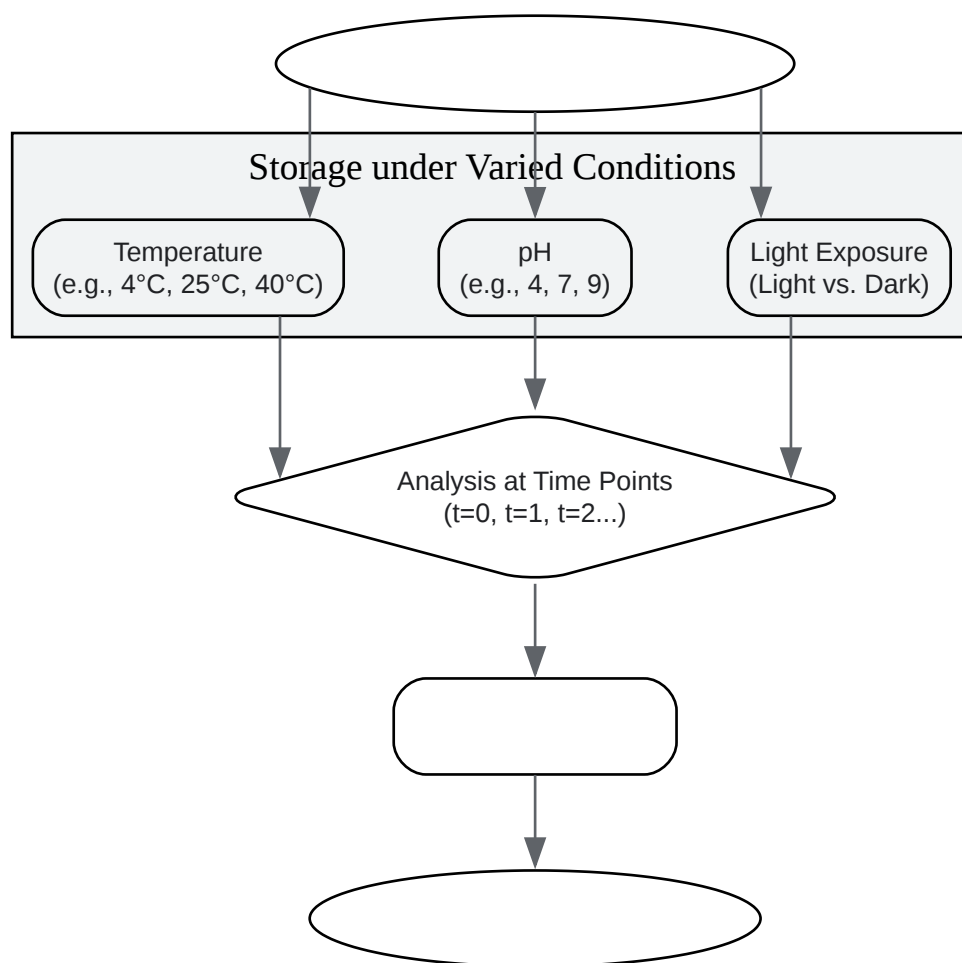 Storage under Varied Conditions
Temperature
(e.g., 4°C, 25°C, 40°C)
pH
(e.g., 4, 7, 9)
Light Exposure
(Light vs. Dark)
Analysis at Time Points
(t=0, t=1, t=2...)